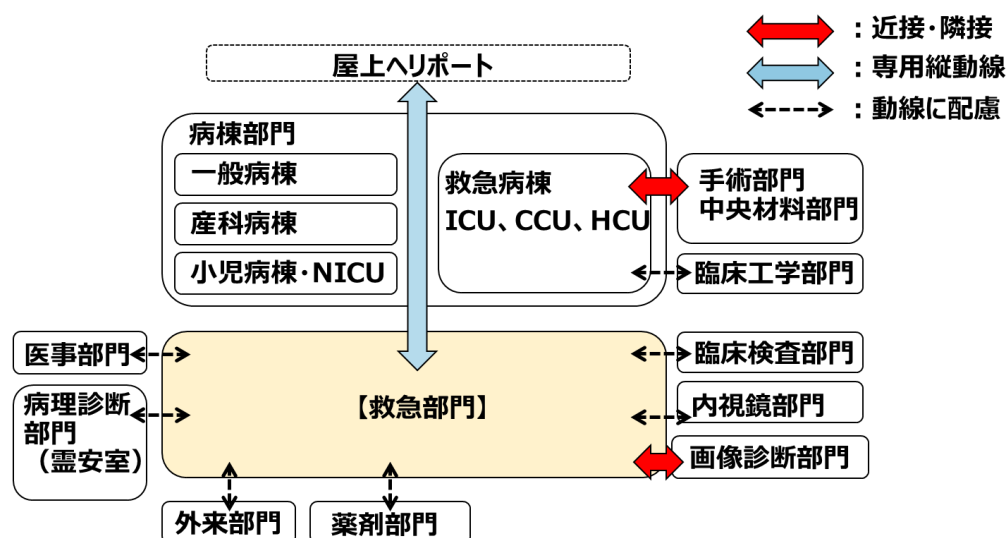 ：近接・隣接
：専用縦動線
：動線に配慮
屋上ヘリポート
病棟部門
一般病棟
産科病棟
小児病棟・NICU
救急病棟
ICU、CCU、HCU
手術部門
中央材料部門
臨床工学部門
医事部門
病理診断
部門
（霊安室）
【救急部門】
臨床検査部門
内視鏡部門
画像診断部門
外来部門
薬剤部門